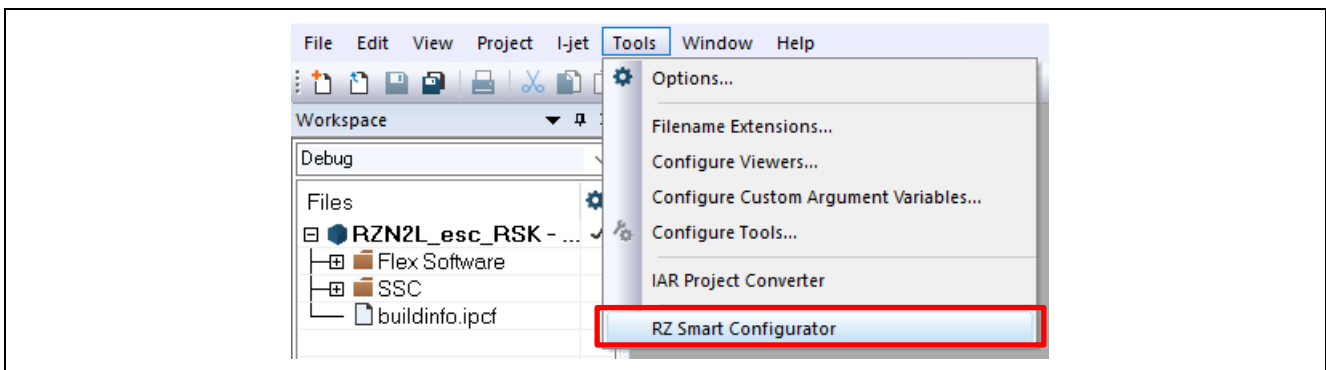 File Edit View Project I-jet Tools Window Help
Options...
Workspace
Filename Extensions...
Debug
Configure Viewers...
Files
Configure Custom Argument Variables...
RZN2L_esc_RSK - ...
Configure Tools...
Flex Software
SSC
IAR Project Converter
buildinfo.ipcf
RZ Smart Configurator